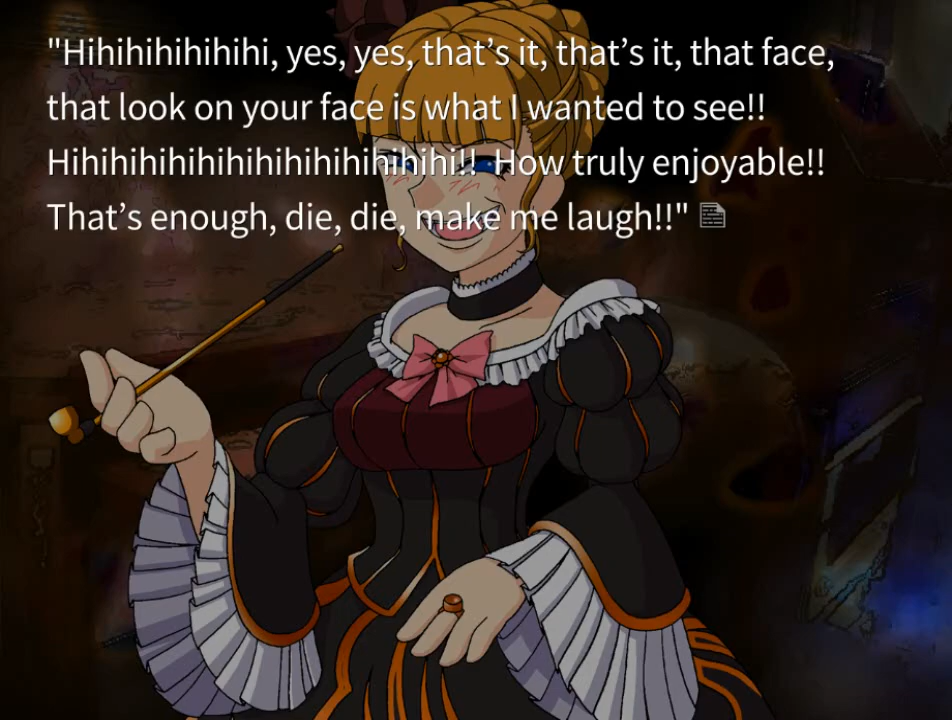 "Hihihihihihihi, yes, yes, that’s it, that’s it, that face,
that look on your face is what I wanted to see!!
Hihihihihihihihihihihihihihihi!!  How truly enjoyable!!
That’s enough, die, die, make me laugh!!"